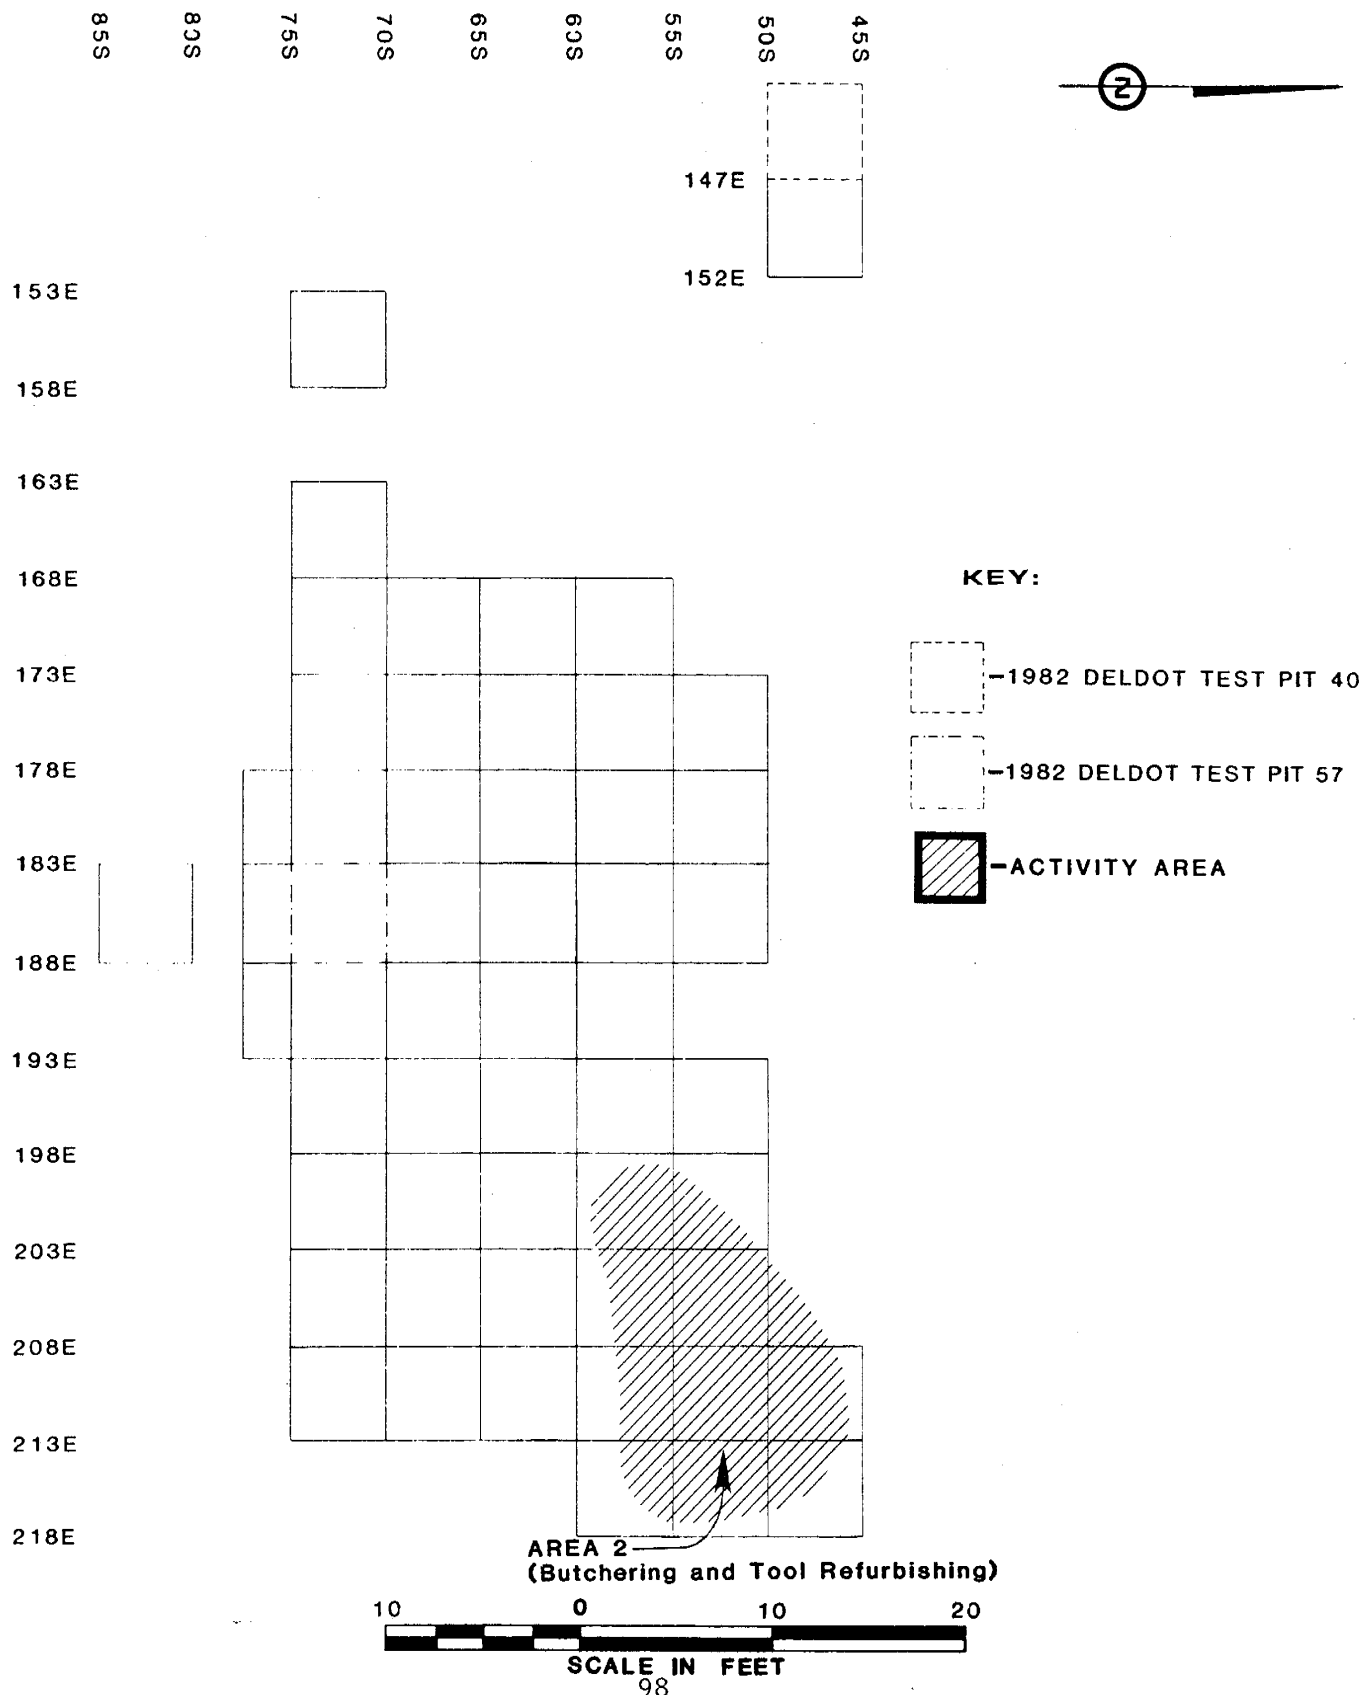 85S
80S
75S
70S
65S
60S
55S
50S
45S
N
147E
152E
153E
158E
163E
168E
173E
178E
183E
188E
193E
198E
203E
208E
213E
218E
KEY:
-1982 DELDOT TEST PIT 40
-1982 DELDOT TEST PIT 57
-ACTIVITY AREA
AREA 2
(Butchering and Tool Refurbishing)
10 0 10 20
SCALE IN FEET
98